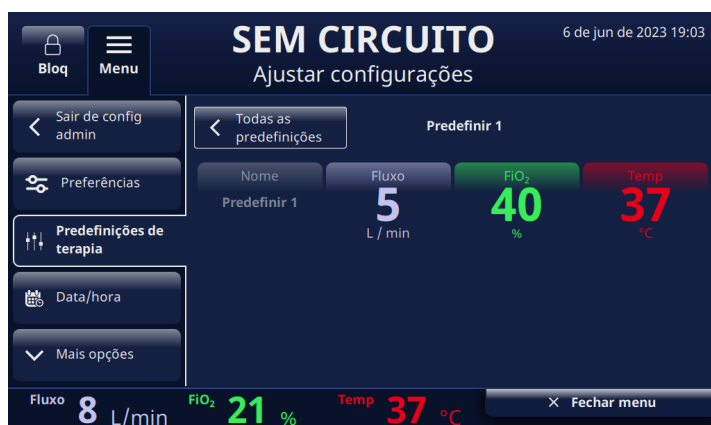 SEM CIRCUITO
6 de jun de 2023 19:03
Bloq
Menu
Ajustar configurações
Sair de config
admin
Todas as
predefinições
Predefinir 1
Preferências
Nome
Predefinir 1
Fluxo
5
L / min
FiO₂
40
%
Temp
37
°C
Predefinições de
terapia
Data/hora
Mais opções
Fluxo 8 L/min
FiO₂ 21 %
Temp 37 °C
× Fechar menu